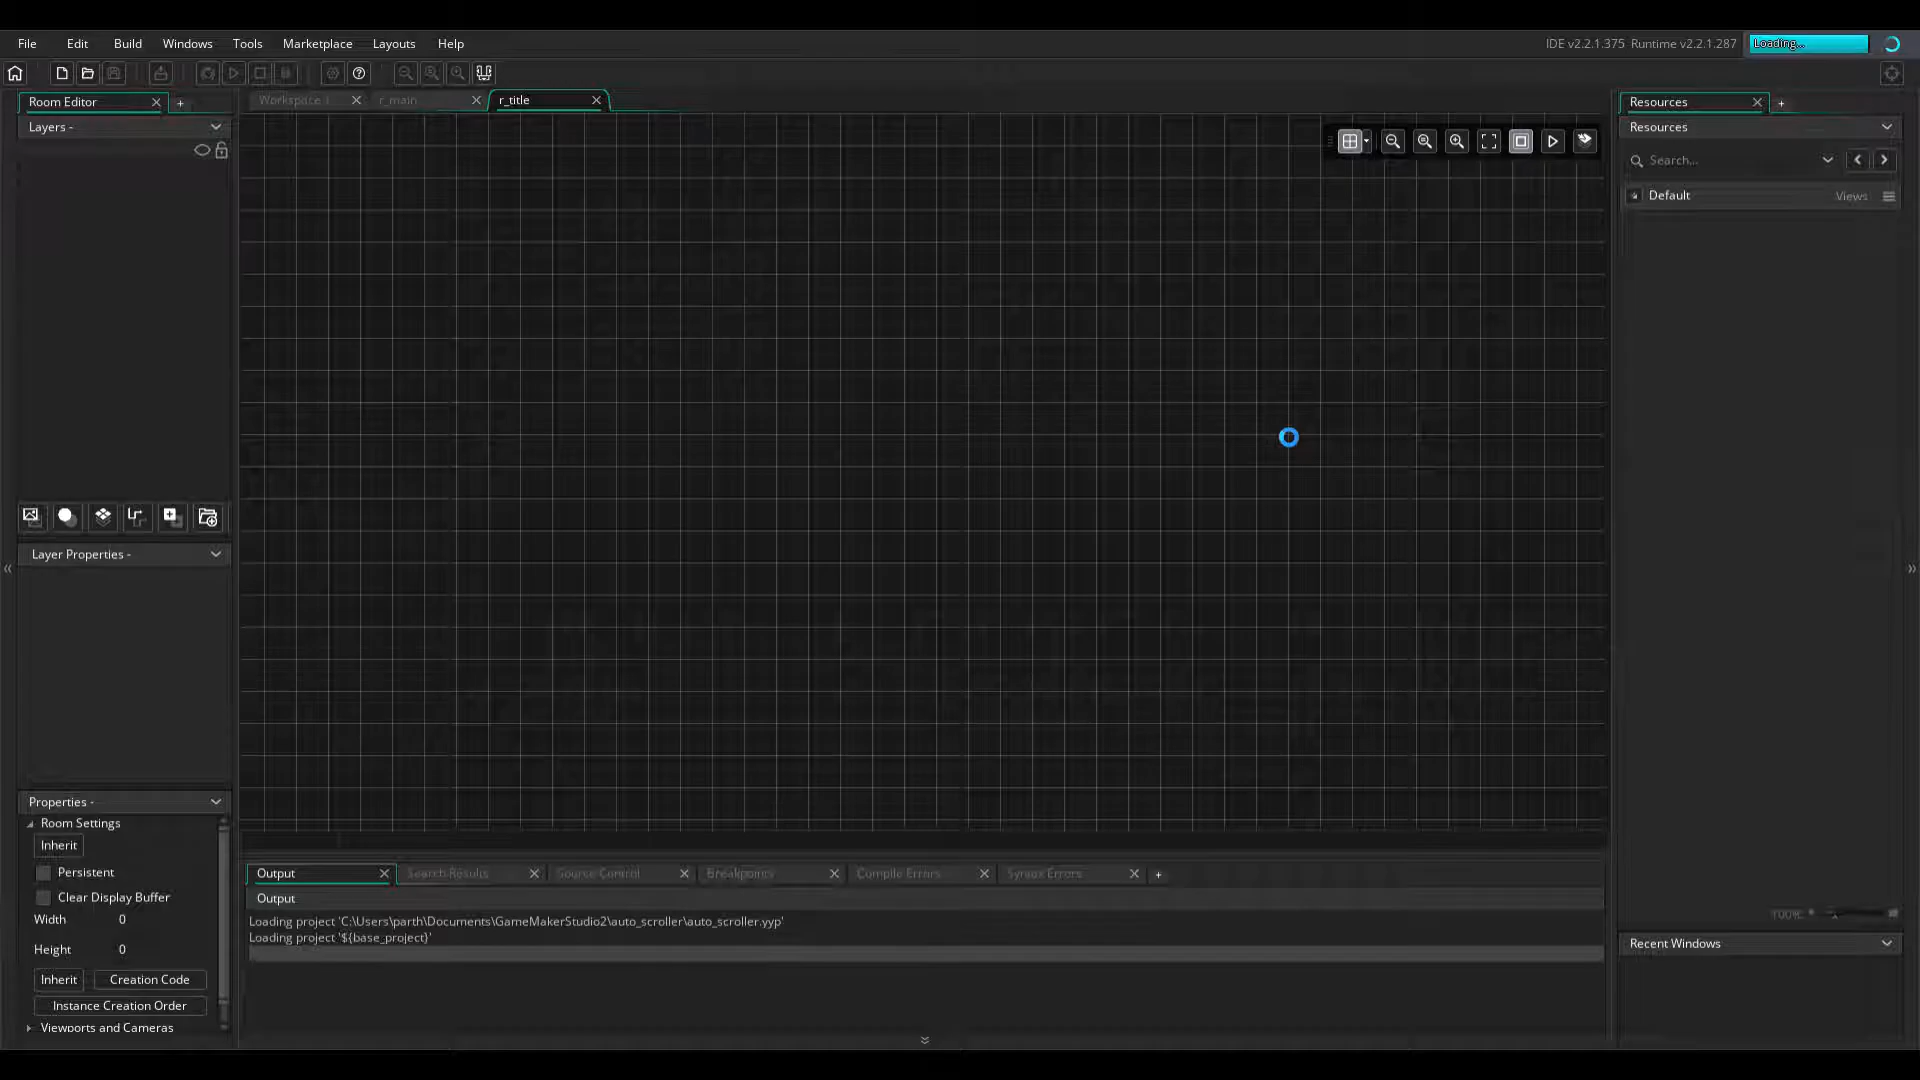 File Edit Build Windows Tools Marketplace Layouts Help
IDE v2.2.1.375 Runtime v2.2.1.287
Loading...
Room Editor
Workspace 1
r_main
r_title
Resources
Layers -
Resources
Search...
Default
Views
Layer Properties -
Properties -
Room Settings
Inherit
Persistent
Clear Display Buffer
Width 0
Height 0
Inherit
Creation Code
Instance Creation Order
Viewports and Cameras
Output
Search Results
Source Control
Breakpoints
Compile Errors
Syntax Errors
Output
Loading project 'C:\Users\parth\Documents\GameMakerStudio2\auto_scroller\auto_scroller.yyp'
Loading project '${base_project}'
100%
Recent Windows